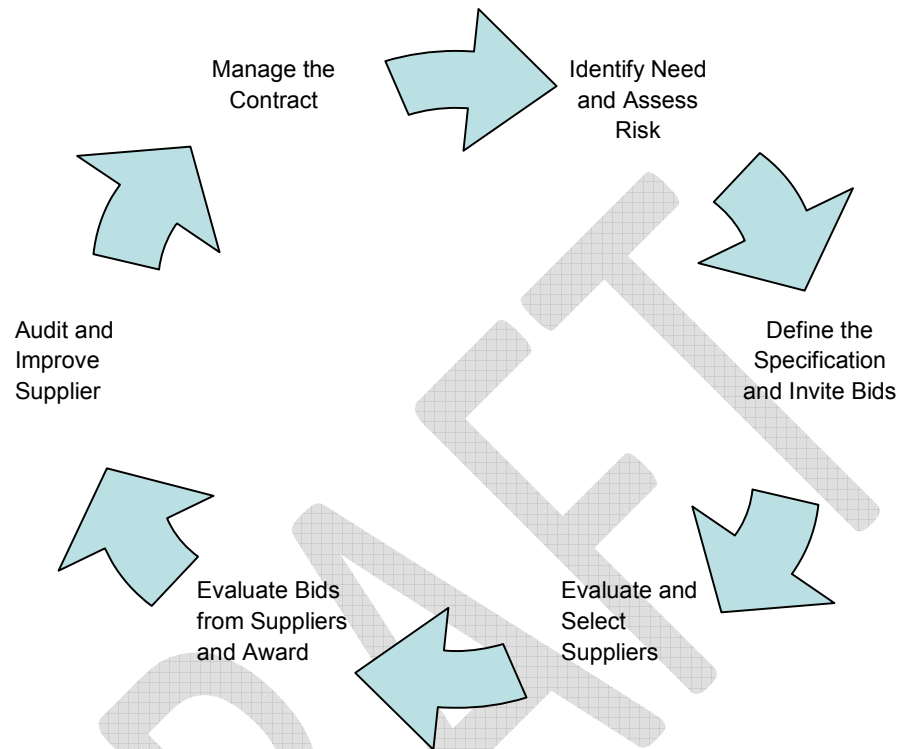 Manage the
Contract
Identify Need
and Assess
Risk
Define the
Specification
and Invite Bids
Evaluate and
Select
Suppliers
Evaluate Bids
from Suppliers
and Award
Audit and
Improve
Supplier
DRAFT